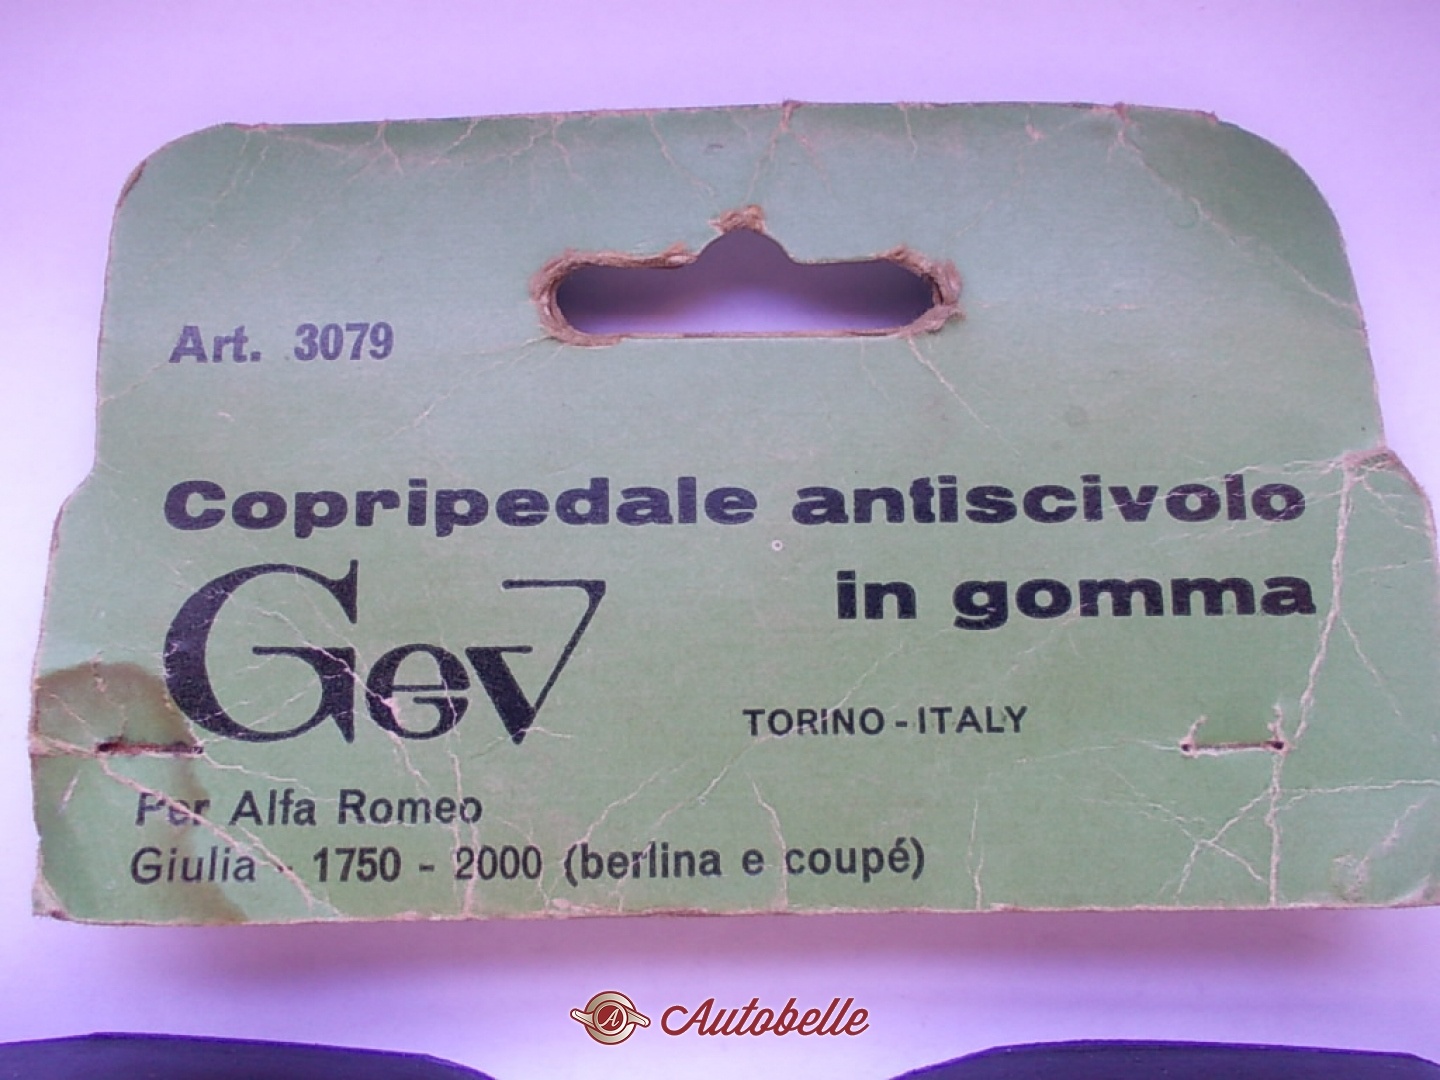 Art. 3079
Copripedale antiscivolo
in gomma
Gev
TORINO - ITALY
Per Alfa Romeo
Giulia - 1750 - 2000 (berlina e coupé)
A Autobelle